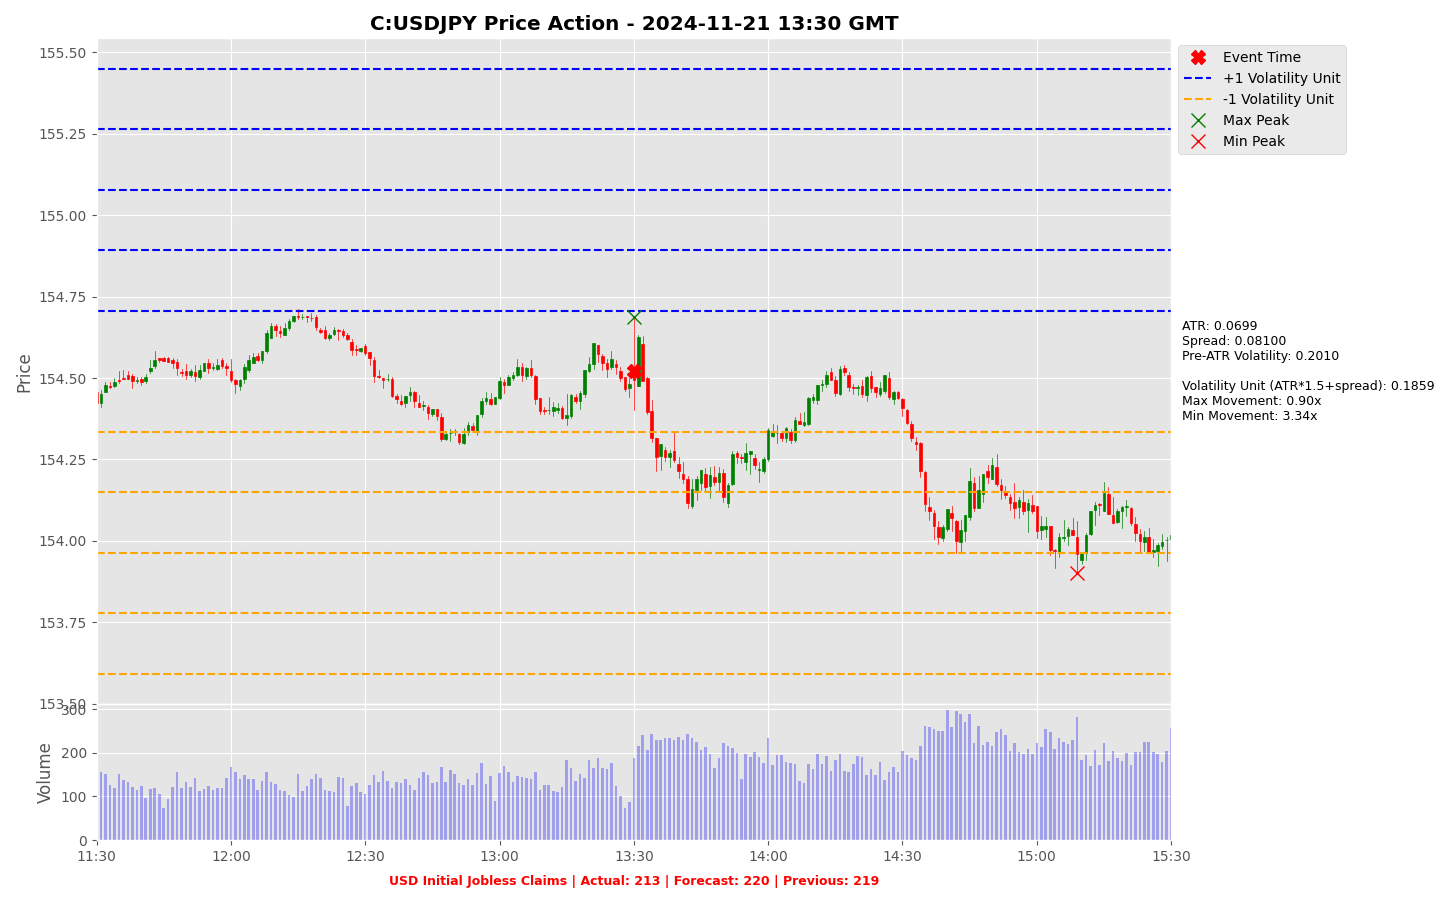 C:USDJPY Price Action - 2024-11-21 13:30 GMT
155.50
155.25
155.00
154.75
154.50
154.25
154.00
153.75
153.50
Price
Event Time
+1 Volatility Unit
-1 Volatility Unit
Max Peak
Min Peak
ATR: 0.0699
Spread: 0.08100
Pre-ATR Volatility: 0.2010
Volatility Unit (ATR*1.5+spread): 0.1859
Max Movement: 0.90x
Min Movement: 3.34x
300
200
100
0
Volume
11:30 12:00 12:30 13:00 13:30 14:00 14:30 15:00 15:30
USD Initial Jobless Claims | Actual: 213 | Forecast: 220 | Previous: 219